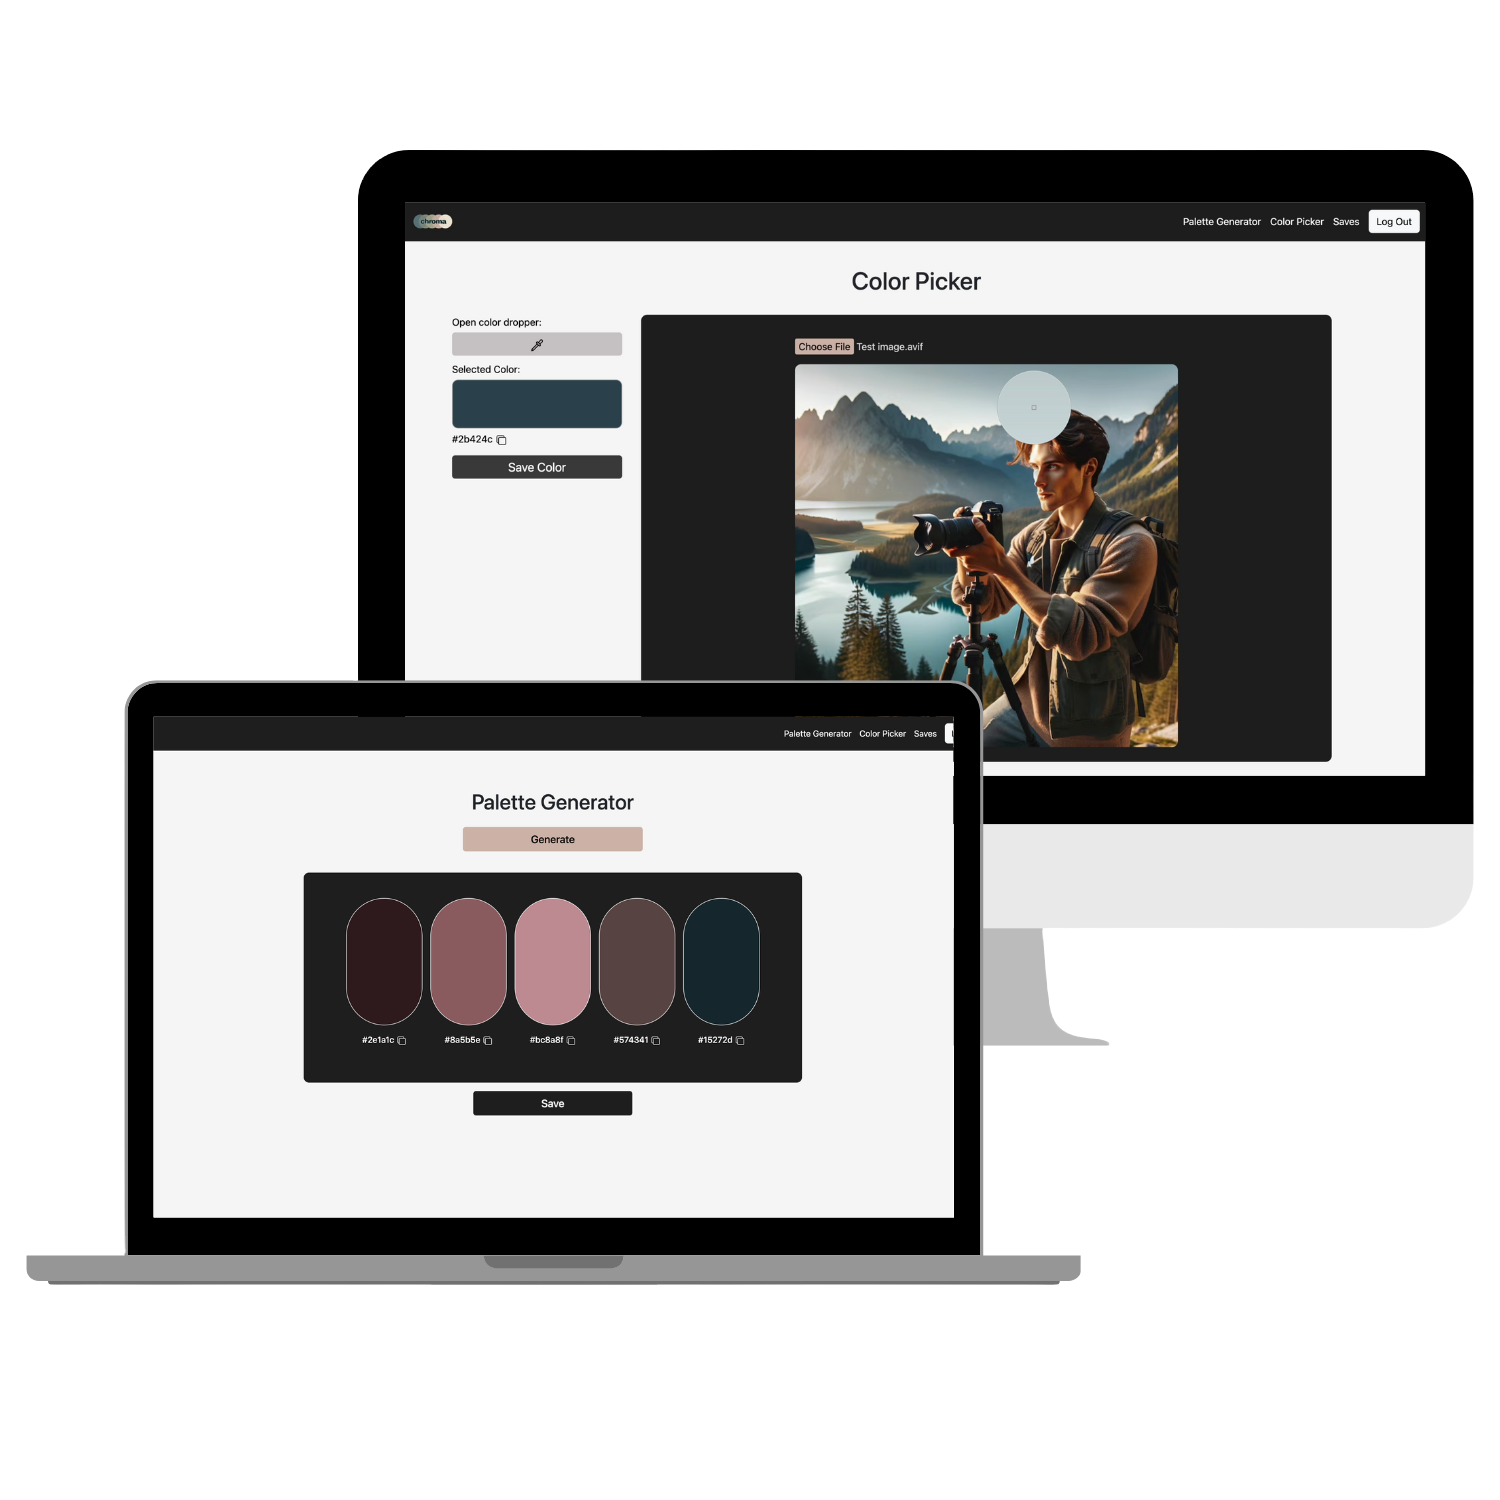 chroma
Palette Generator Color Picker Saves Log Out
Color Picker
Open color dropper:
Choose File Test image.avif
Selected Color:
#2b424c
Save Color
Palette Generator Color Picker Saves
Palette Generator
Generate
#2e1a1c #8a5b5e #bc8a8f #574341 #15272d
Save